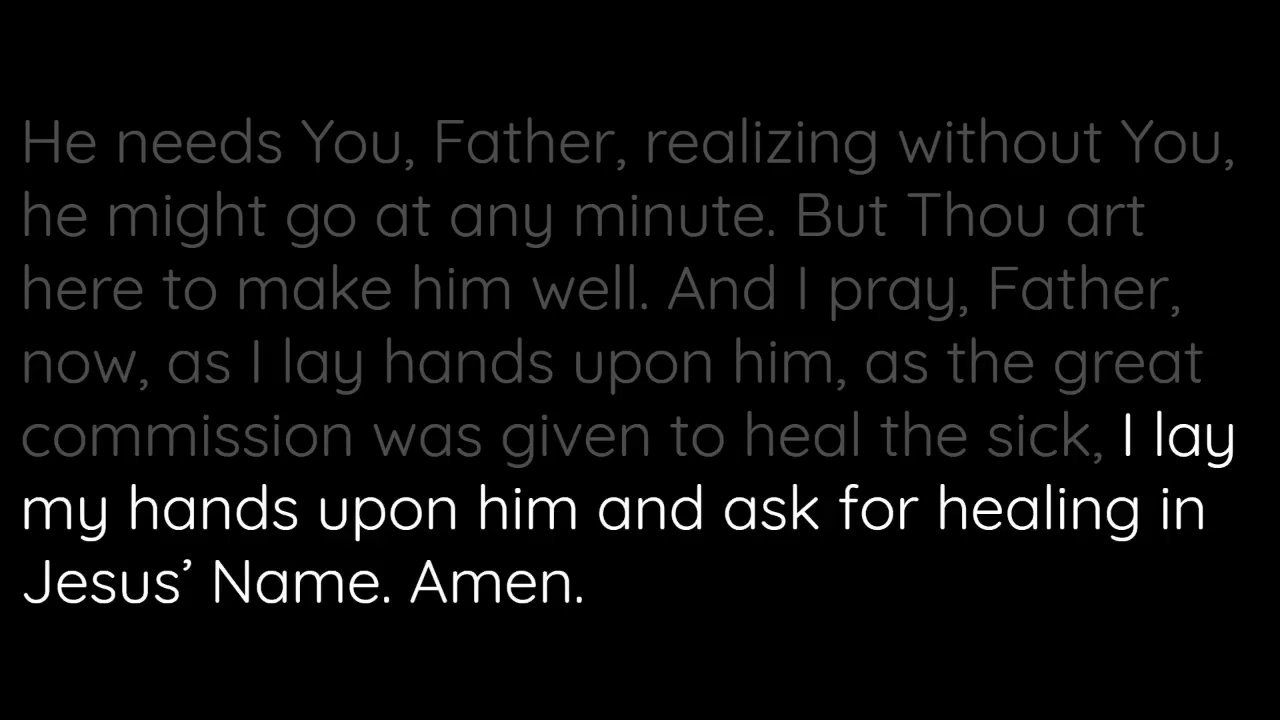 He needs You, Father, realizing without You,
he might go at any minute. But Thou art
here to make him well. And I pray, Father,
now, as I lay hands upon him, as the great
commission was given to heal the sick, I lay
my hands upon him and ask for healing in
Jesus’ Name. Amen.